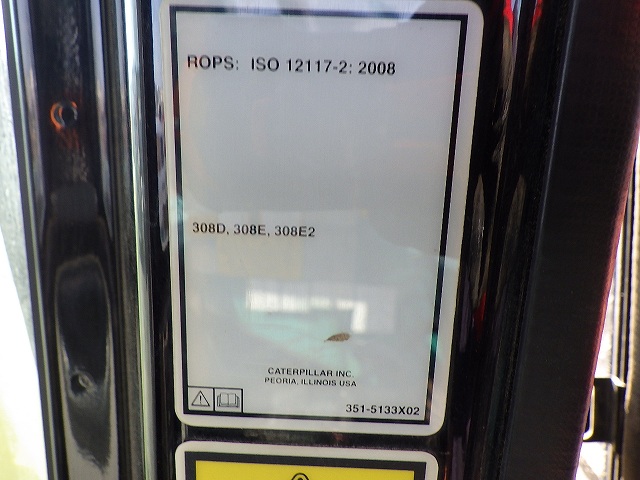 ROPS: ISO 12117-2: 2008
308D, 308E, 308E2
CATERPILLAR INC.
PEORIA, ILLINOIS USA
351-5133X02